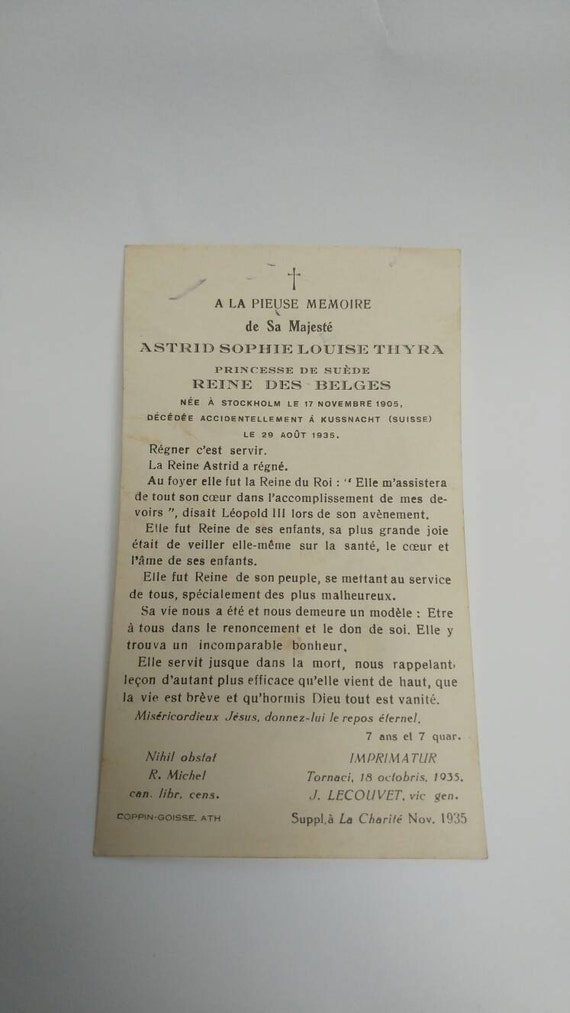 A LA PIEUSE MEMOIRE
de Sa Majesté
ASTRID SOPHIE LOUISE THYRA
PRINCESSE DE SUÈDE
REINE DES BELGES
NÉE À STOCKHOLM LE 17 NOVEMBRE 1905,
DÉCÉDÉE ACCIDENTELLEMENT Á KUSSNACHT (SUISSE)
LE 29 AOÛT 1935.
Régner c'est servir.
La Reine Astrid a régné.
Au foyer elle fut la Reine du Roi : “ Elle m'assistera
de tout son cœur dans l'accomplissement de mes de-
voirs ”, disait Léopold III lors de son avènement.
Elle fut Reine de ses enfants, sa plus grande joie
était de veiller elle-même sur la santé, le cœur et
l'âme de ses enfants.
Elle fut Reine de son peuple, se mettant au service
de tous, spécialement des plus malheureux.
Sa vie nous a été et nous demeure un modèle : Etre
à tous dans le renoncement et le don de soi. Elle y
trouva un incomparable bonheur.
Elle servit jusque dans la mort, nous rappelant,
leçon d'autant plus efficace qu'elle vient de haut, que
la vie est brève et qu'hormis Dieu tout est vanité.
Miséricordieux Jésus, donnez-lui le repos éternel.
7 ans et 7 quar.
Nihil obstat
R. Michel
can. libr. cens.
IMPRIMATUR
Tornaci, 18 octobris, 1935.
J. LECOUVET, vic gen.
COPPIN-GOISSE, ATH
Suppl, à La Charité Nov. 1935